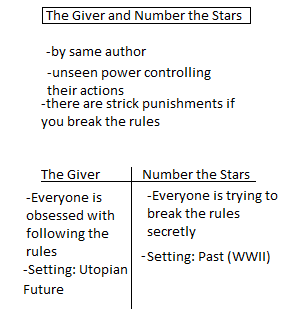 The Giver and Number the Stars
-by same author
-unseen power controlling
their actions
-there are strick punishments if
you break the rules
The Giver
-Everyone is
obsessed with
following the
rules
-Setting: Utopian
Future
Number the Stars
-Everyone is trying to
break the rules
secretly
-Setting: Past (WWII)